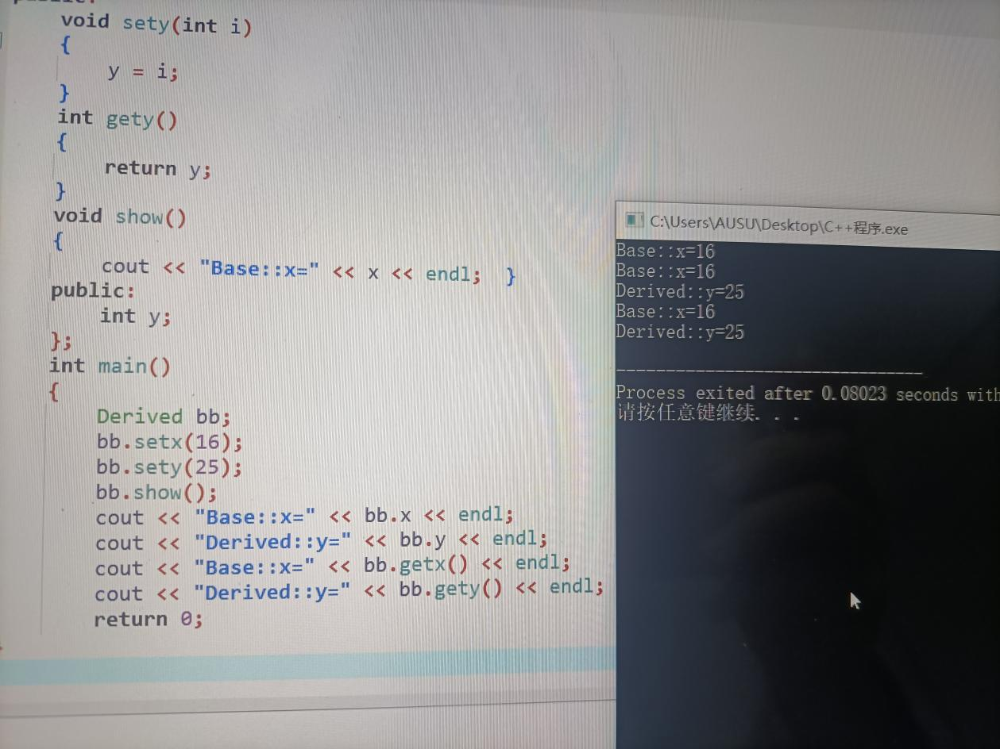 public:
void sety(int i)
{
y = i;
}
int gety()
{
return y;
}
void show()
{
cout << "Base::x=" << x << endl; }
public:
int y;
};
int main()
{
Derived bb;
bb.setx(16);
bb.sety(25);
bb.show();
cout << "Base::x=" << bb.x << endl;
cout << "Derived::y=" << bb.y << endl;
cout << "Base::x=" << bb.getx() << endl;
cout << "Derived::y=" << bb.gety() << endl;
return 0;
C:\Users\AUSU\Desktop\C++程序.exe
Base::x=16
Base::x=16
Derived::y=25
Base::x=16
Derived::y=25
--------------------------------
Process exited after 0.08023 seconds with
请按任意键继续. . .